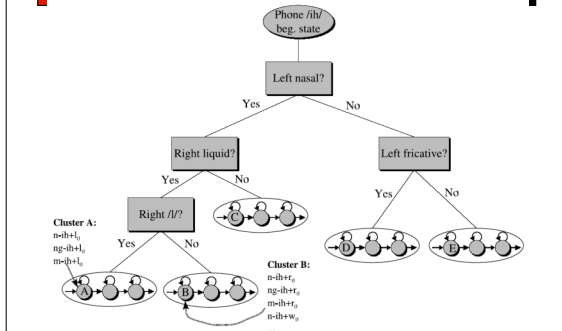 Phone /ih/
beg. state
Left nasal?
Yes
No
Right liquid?
Left fricative?
Yes
No
Yes
No
Right /l/?
C
Cluster A:
n-ih+l₀
ng-ih+l₀
m-ih+l₀
Yes
No
D
E
Cluster B:
n-ih+r₀
ng-ih+r₀
m-ih+r₀
n-ih+w₀
A
B